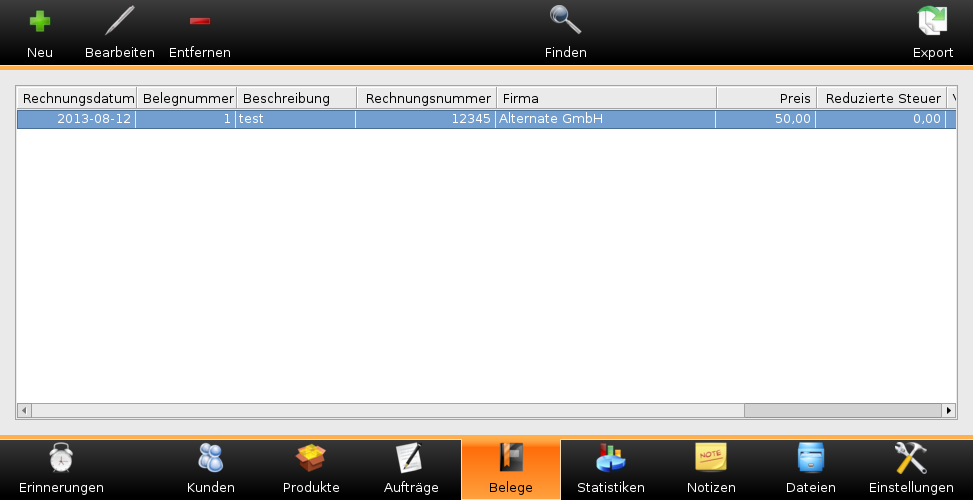 Neu Bearbeiten Entfernen Finden Export
Rechnungsdatum Belegnummer Beschreibung Rechnungsnummer Firma Preis Reduzierte Steuer
2013-08-12 1 test 12345 Alternate GmbH 50,00 0,00
NOTE
Erinnerungen Kunden Produkte Aufträge Belege Statistiken Notizen Dateien Einstellungen